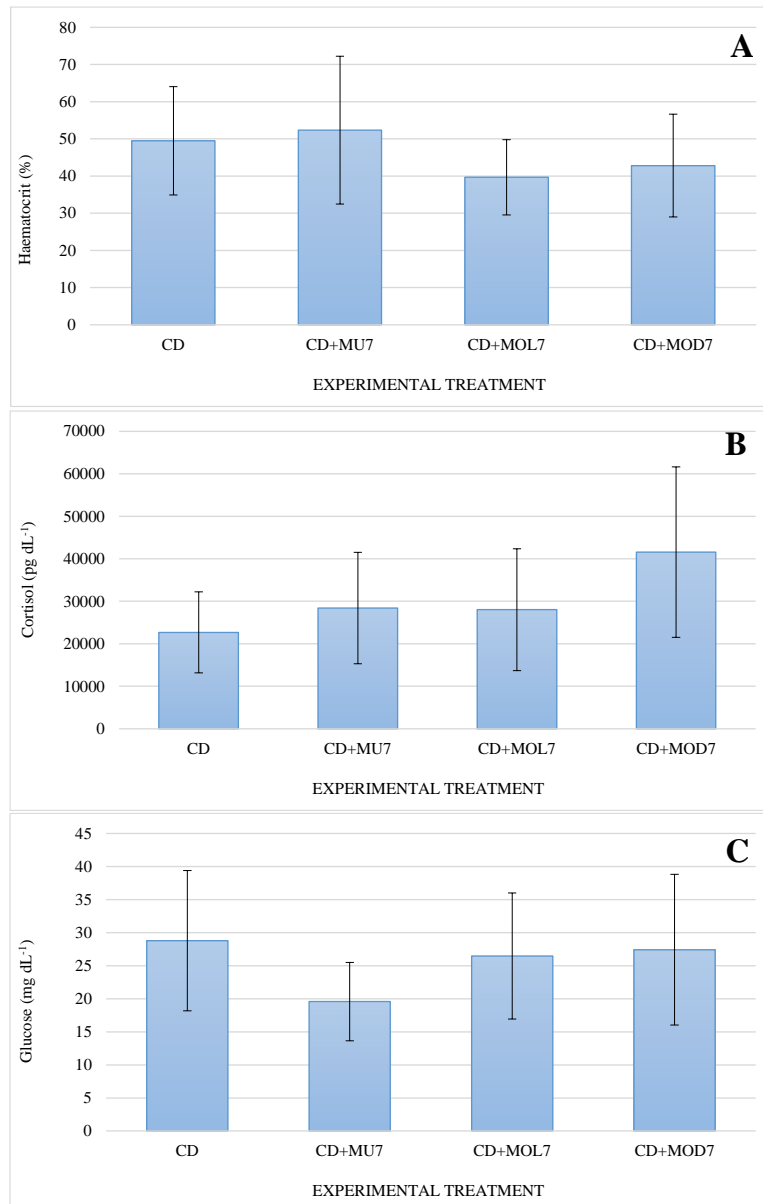 A
80
70
60
50
40
30
20
10
0
Haematocrit (%)
CD CD+MU7 CD+MOL7 CD+MOD7
EXPERIMENTAL TREATMENT
B
70000
60000
50000
40000
30000
20000
10000
0
Cortisol (pg dL⁻¹)
CD CD+MU7 CD+MOL7 CD+MOD7
EXPERIMENTAL TREATMENT
C
45
40
35
30
25
20
15
10
5
0
Glucose (mg dL⁻¹)
CD CD+MU7 CD+MOL7 CD+MOD7
EXPERIMENTAL TREATMENT